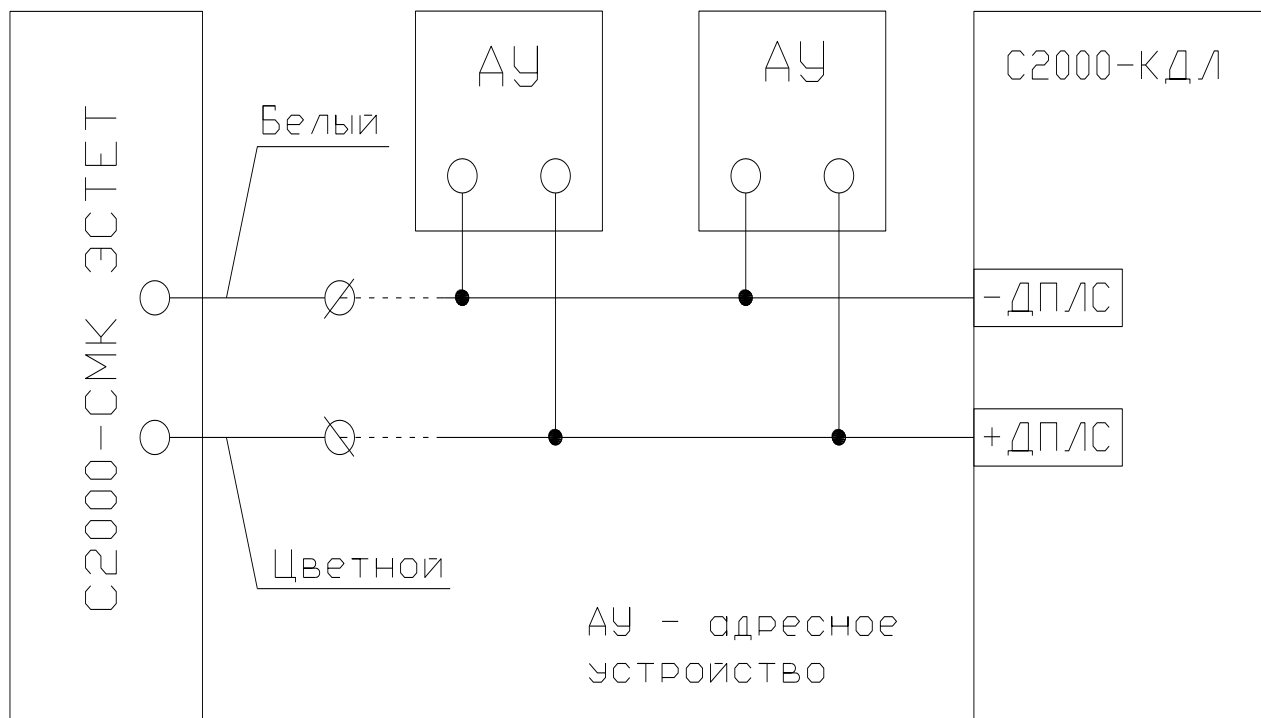 С2000-СМК ЭСТЕТ
Белый
АУ
АУ
С2000-КДЛ
-ДПЛС
+ДПЛС
Цветной
АУ - адресное
устройство